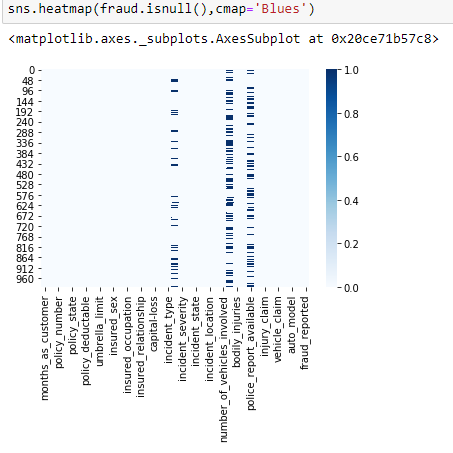 sns.heatmap(fraud.isnull(),cmap='Blues')
<matplotlib.axes._subplots.AxesSubplot at 0x20ce71b57c8>
0
48
96
144
192
240
288
336
384
432
480
528
576
624
672
720
768
816
864
912
960
1.0
0.8
0.6
0.4
0.2
0.0
months_as_customer
policy_number
policy_state
policy_deductable
umbrella_limit
insured_sex
insured_occupation
insured_relationship
capital-loss
incident_type
incident_severity
incident_state
incident_location
number_of_vehicles_involved
bodily_injuries
police_report_available
injury_claim
vehicle_claim
auto_model
fraud_reported